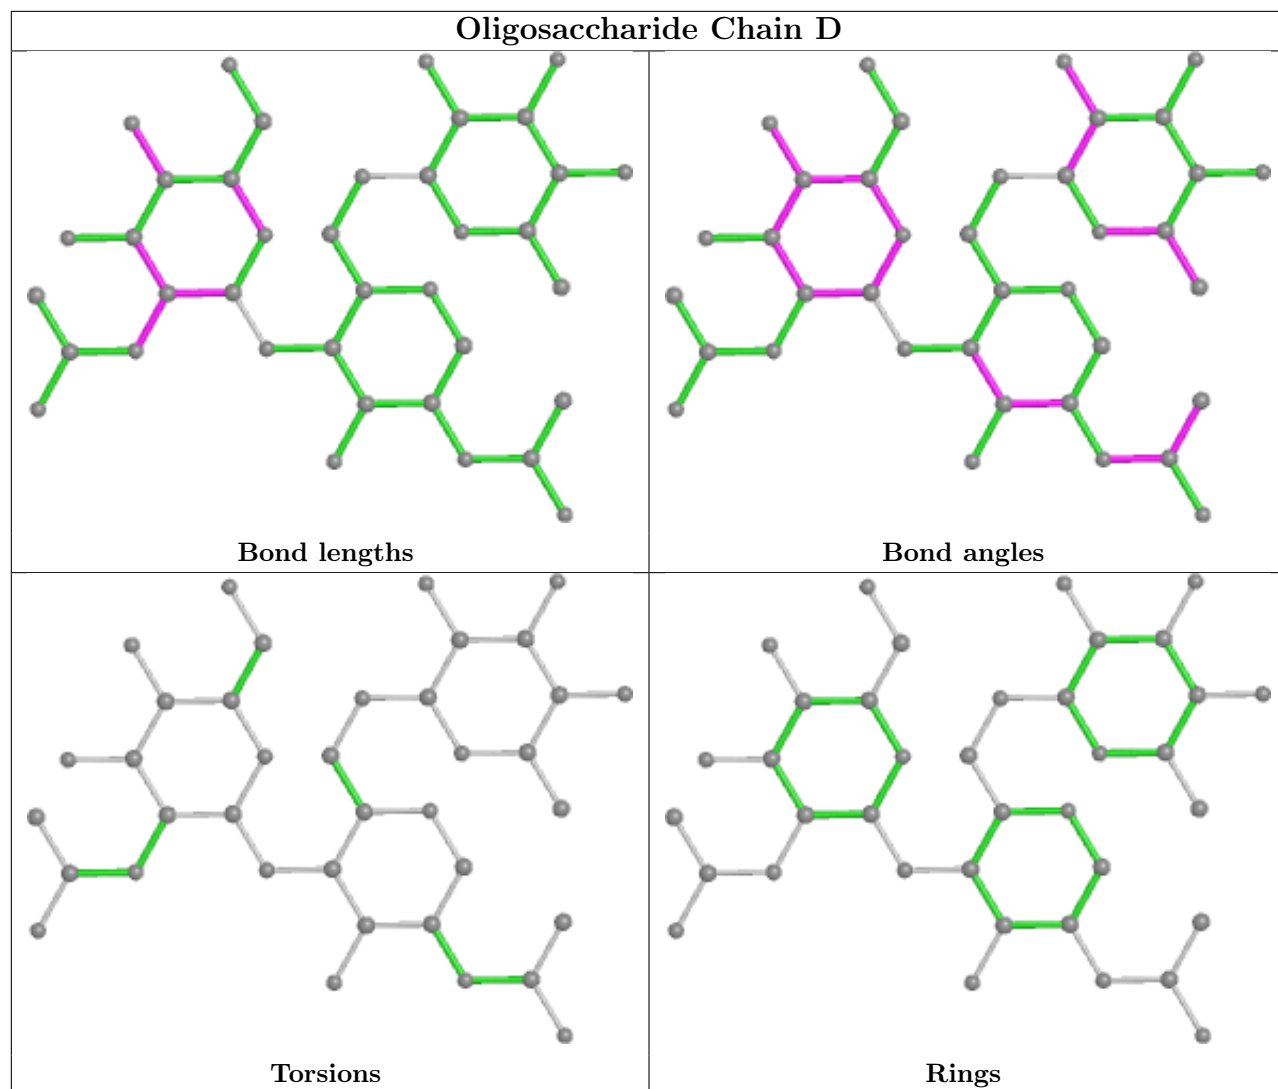 Oligosaccharide Chain D
Bond lengths
Bond angles
Torsions
Rings